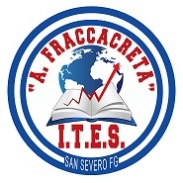 "A. FRACCACRETA"
I.T.E.S.
SAN SEVERO FG